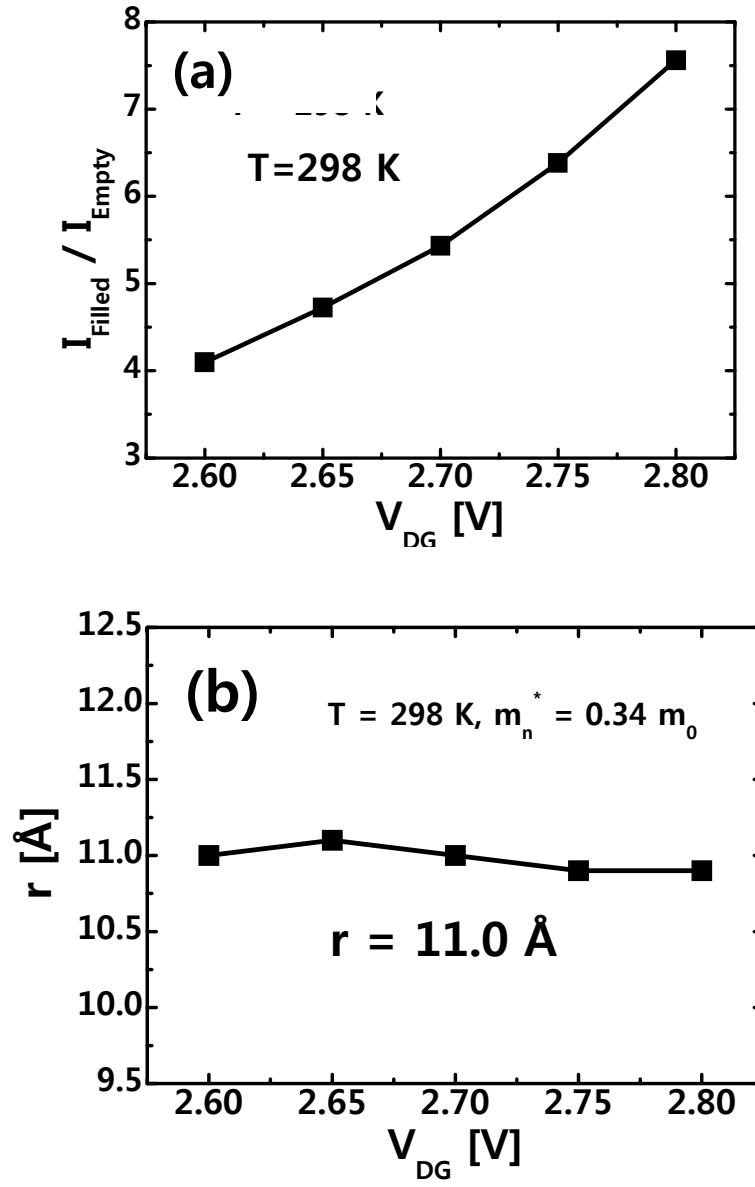 (a)
T=298 K
I_Filled / I_Empty
8
7
6
5
4
3
2.60 2.65 2.70 2.75 2.80
V_DG [V]
(b)
T = 298 K, m_n^* = 0.34 m_0
r [Å]
12.5
12.0
11.5
11.0
10.5
10.0
9.5
r = 11.0 Å
2.60 2.65 2.70 2.75 2.80
V_DG [V]